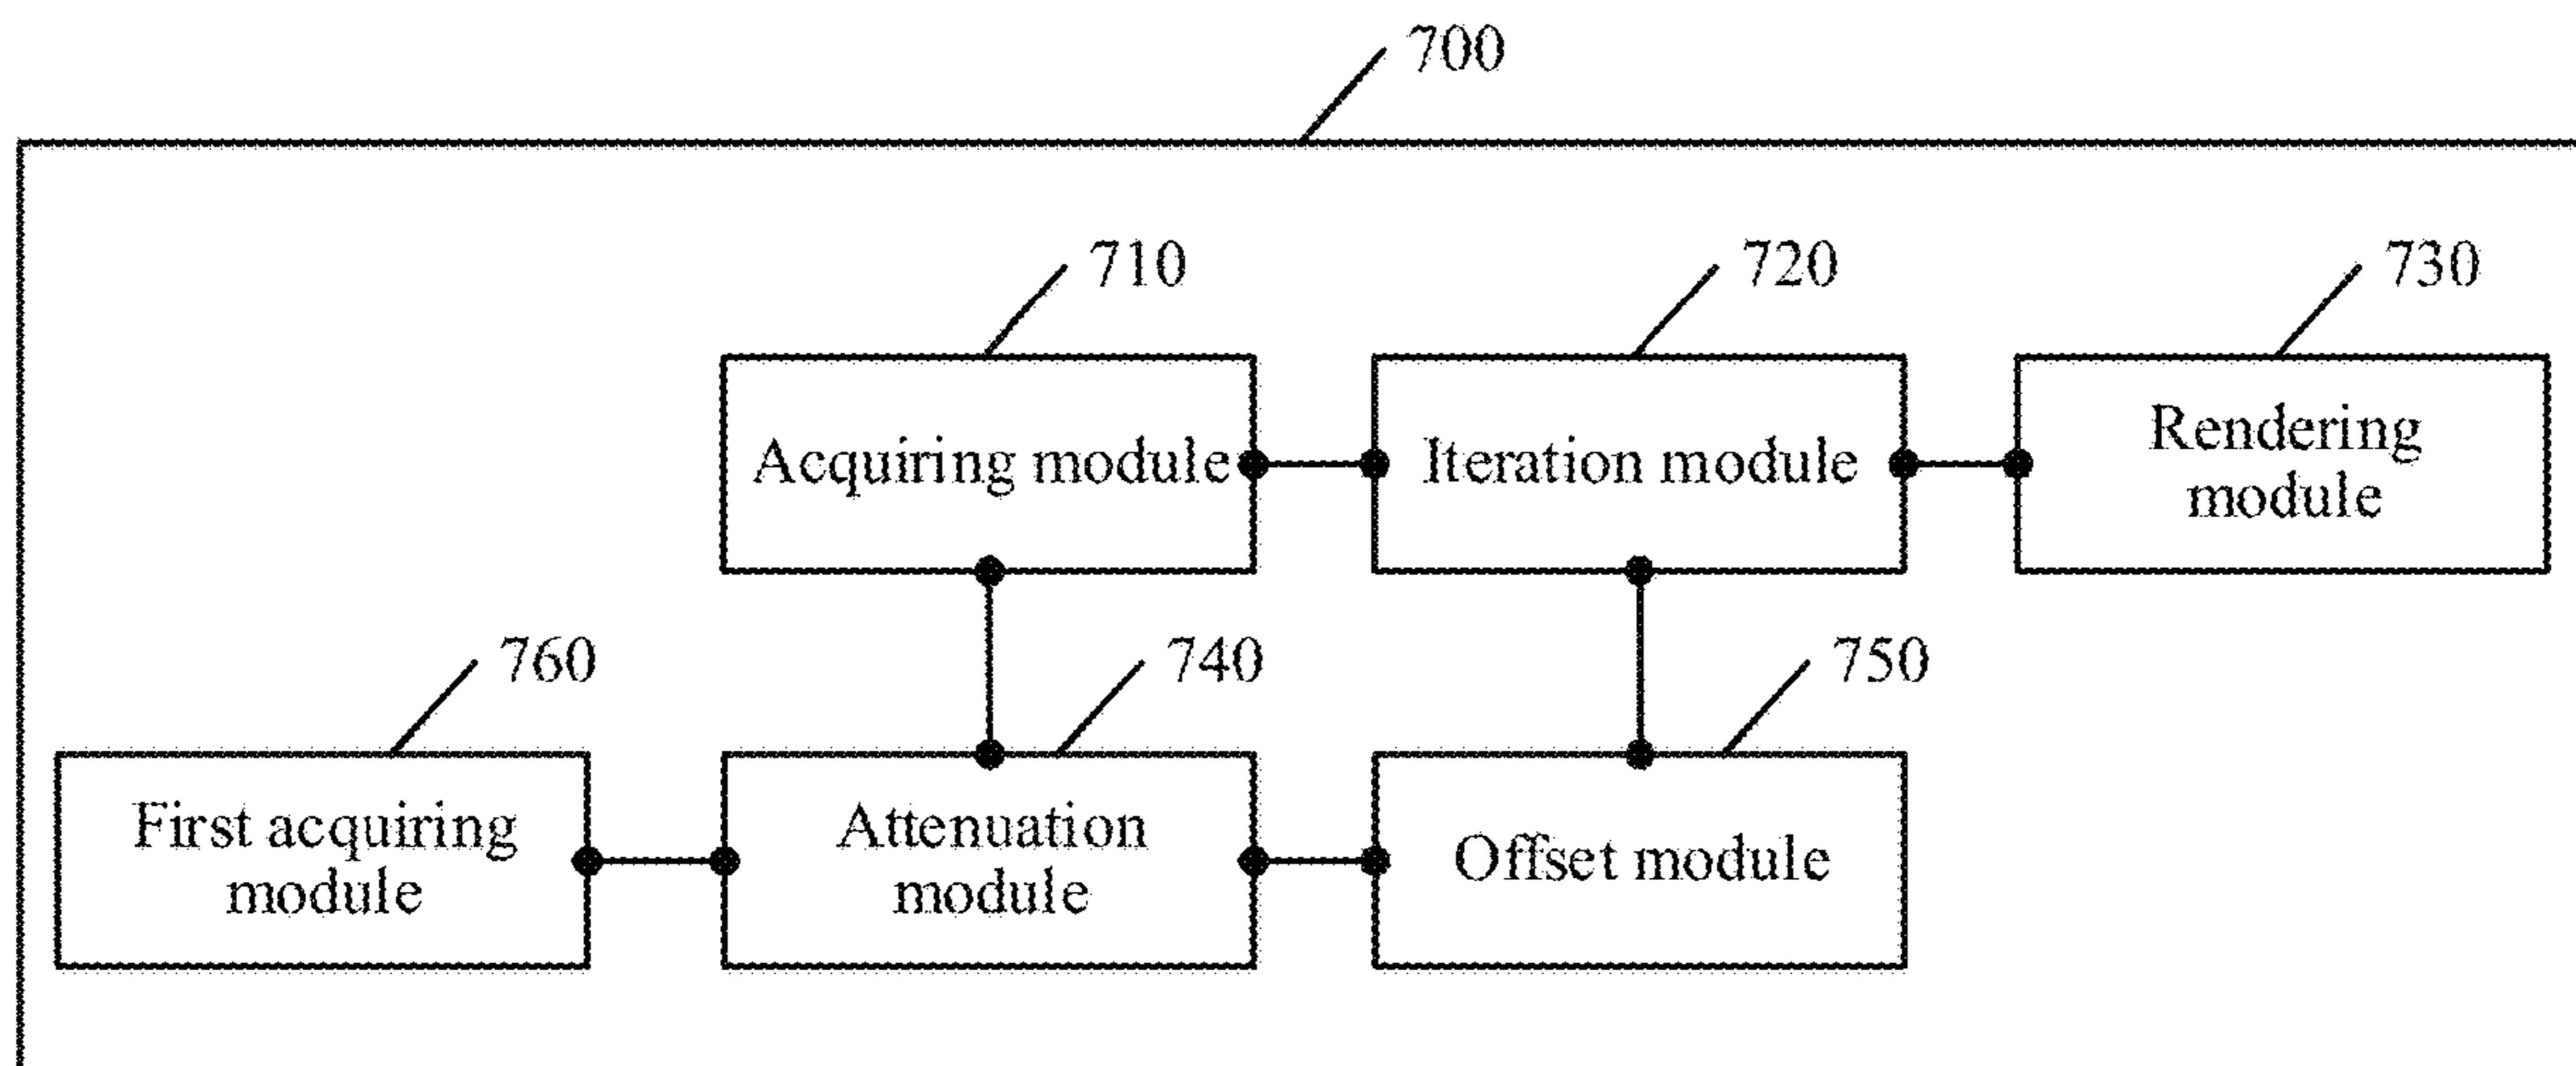 700
710
720
730
Acquiring module
Iteration module
Rendering
module
760
740
750
First acquiring
module
Attenuation
module
Offset module